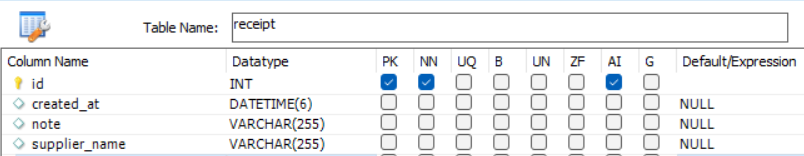 Table Name: receipt
Column Name Datatype PK NN UQ B UN ZF AI G Default/Expression
id INT
created_at DATETIME(6) NULL
note VARCHAR(255) NULL
supplier_name VARCHAR(255) NULL